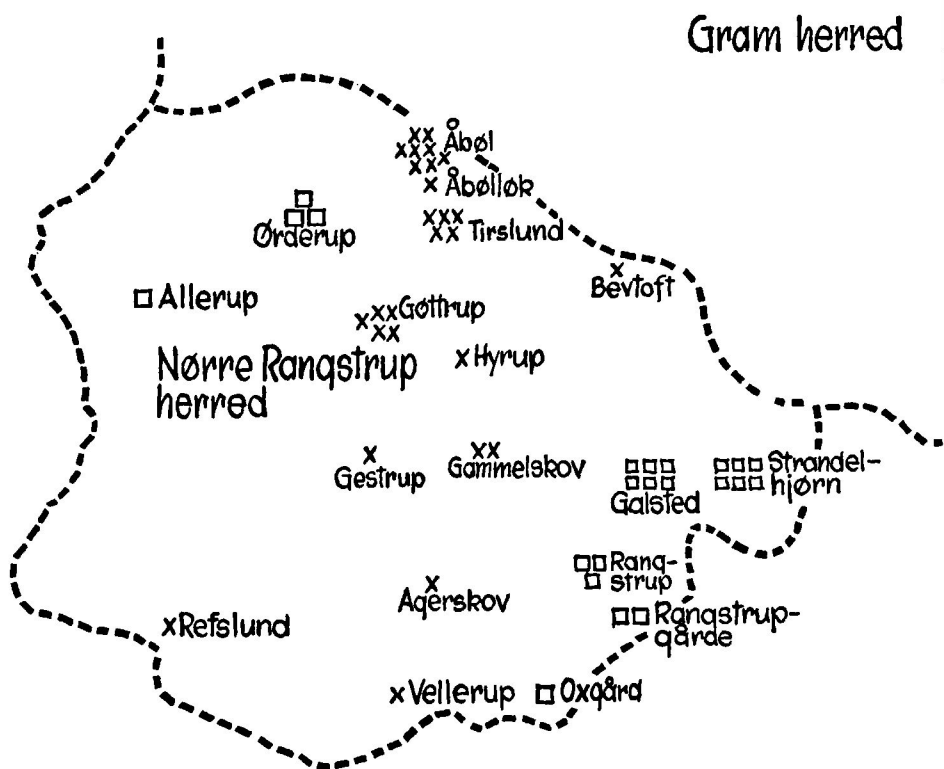 Gram herred
Åbøl
Åbølløk
Tirslund
Ørderup
Bevtoft
Allerup
Gøttrup
Hyrup
Nørre Rangstrup
herred
Gestrup
Gammelskov
Galsted
Strandel-
hjørn
Rang-
strup
Agerskov
Rangstrup-
gårde
Refslund
Vellerup
Oxgård